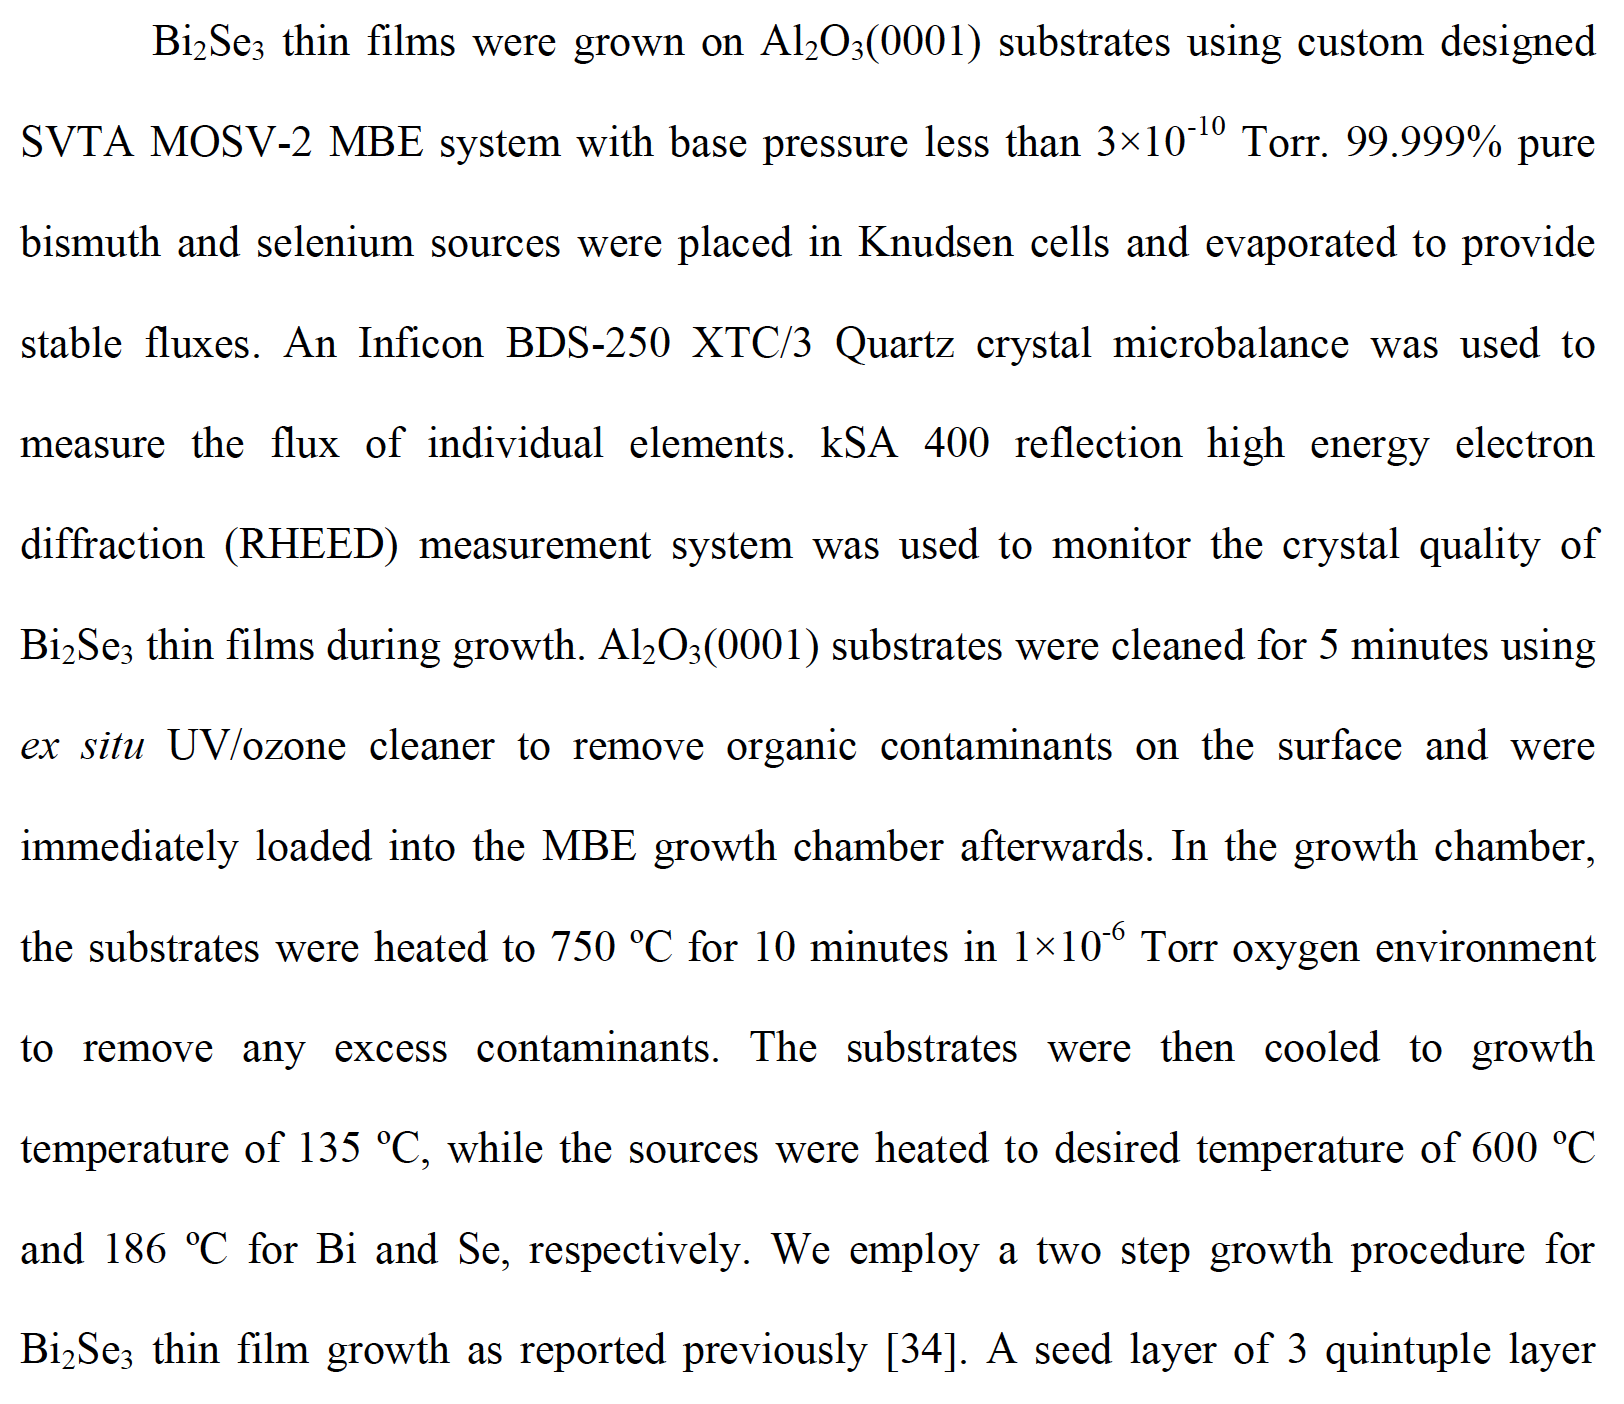 Bi₂Se₃ thin films were grown on Al₂O₃(0001) substrates using custom designed
SVTA MOSV-2 MBE system with base pressure less than 3×10⁻¹⁰ Torr. 99.999% pure
bismuth and selenium sources were placed in Knudsen cells and evaporated to provide
stable fluxes. An Inficon BDS-250 XTC/3 Quartz crystal microbalance was used to
measure the flux of individual elements. kSA 400 reflection high energy electron
diffraction (RHEED) measurement system was used to monitor the crystal quality of
Bi₂Se₃ thin films during growth. Al₂O₃(0001) substrates were cleaned for 5 minutes using
ex situ UV/ozone cleaner to remove organic contaminants on the surface and were
immediately loaded into the MBE growth chamber afterwards. In the growth chamber,
the substrates were heated to 750 ºC for 10 minutes in 1×10⁻⁶ Torr oxygen environment
to remove any excess contaminants. The substrates were then cooled to growth
temperature of 135 ºC, while the sources were heated to desired temperature of 600 ºC
and 186 ºC for Bi and Se, respectively. We employ a two step growth procedure for
Bi₂Se₃ thin film growth as reported previously [34]. A seed layer of 3 quintuple layer